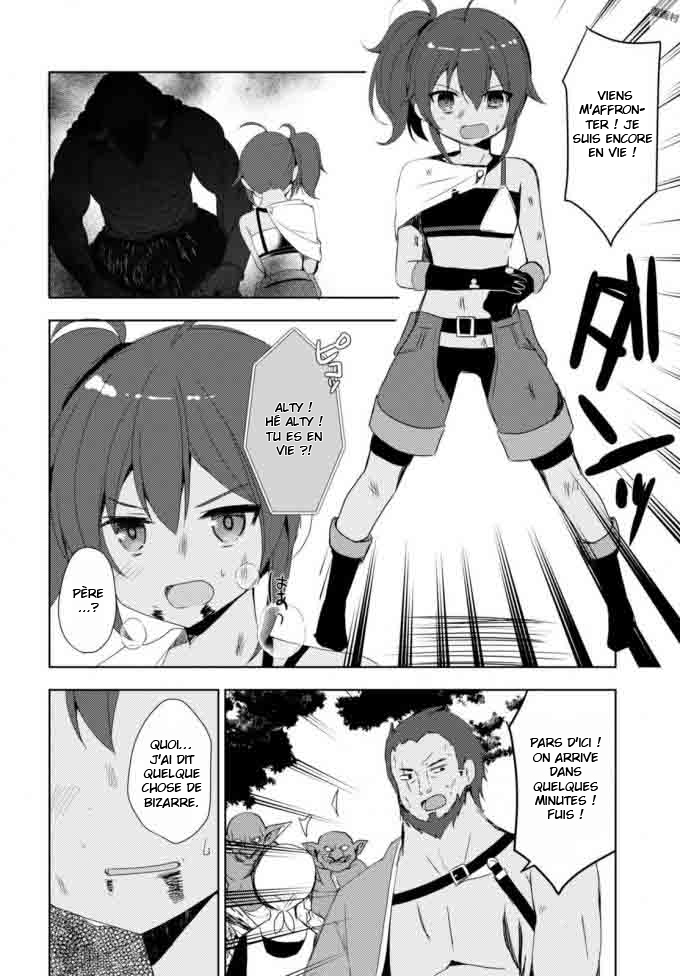 VIENS
M'AFFRON-
TER ! JE
SUIS ENCORE
EN VIE !
ALTY !
HÉ ALTY !
TU ES EN
VIE ?!
PÈRE
...?
PARS D'ICI !
ON ARRIVE
DANS
QUELQUES
MINUTES !
FUIS !
QUOI...
J'AI DIT
QUELQUE
CHOSE DE
BIZARRE.